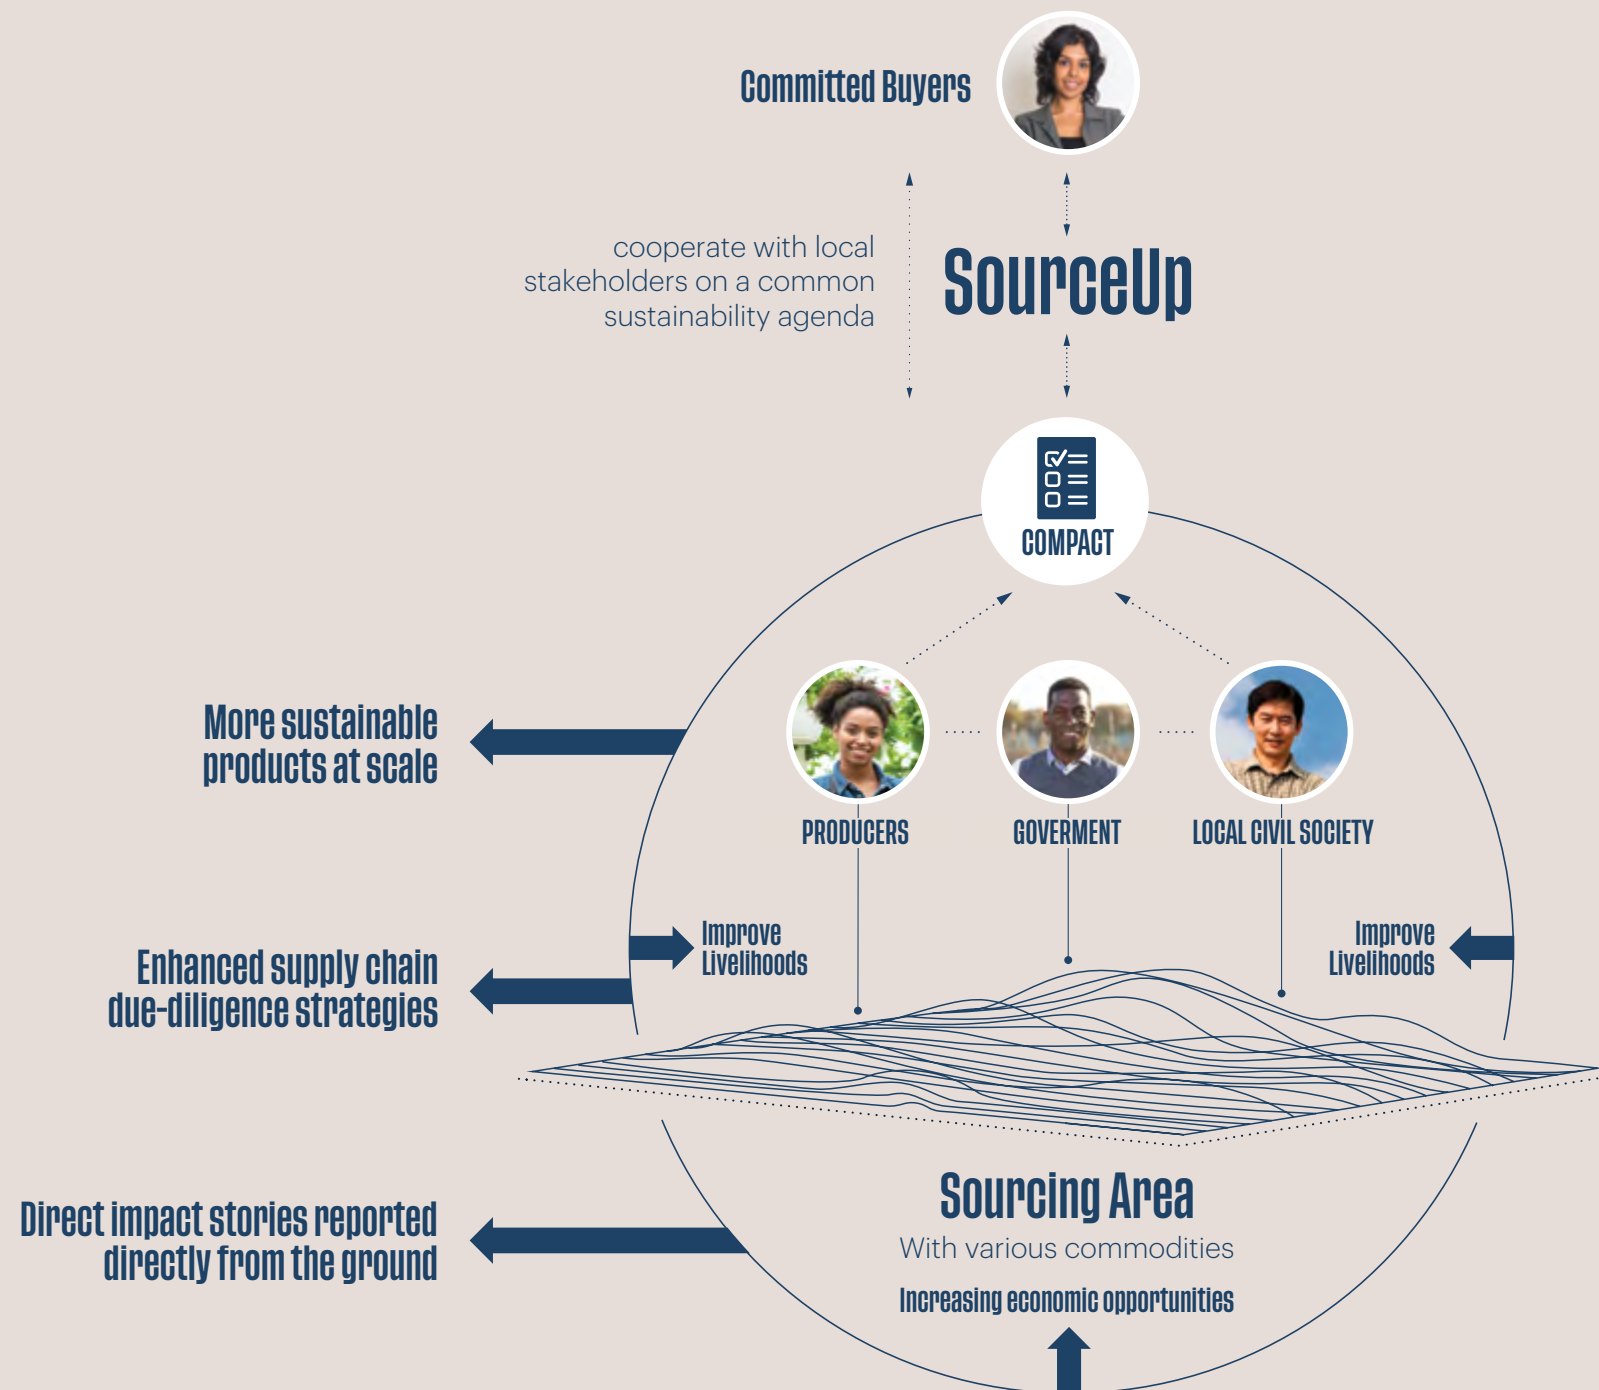 Committed Buyers
cooperate with local
stakeholders on a common
sustainability agenda
SourceUp
COMPACT
PRODUCERS
GOVERMENT
LOCAL CIVIL SOCIETY
More sustainable
products at scale
Improve
Livelihoods
Improve
Livelihoods
Enhanced supply chain
due-diligence strategies
Sourcing Area
With various commodities
Increasing economic opportunities
Direct impact stories reported
directly from the ground